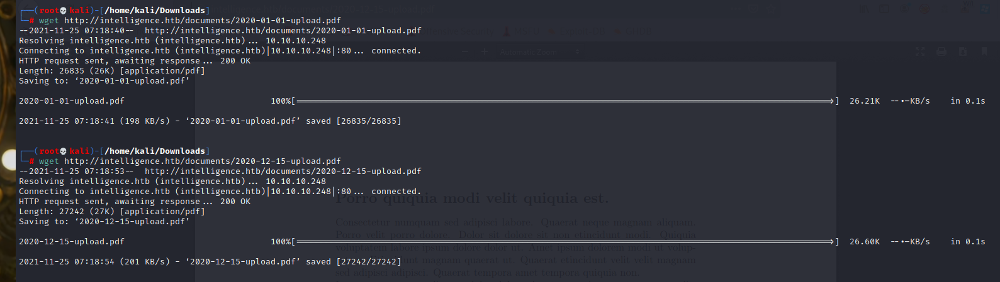 ┌──(root💀kali)-[/home/kali/Downloads]
└─# wget http://intelligence.htb/documents/2020-01-01-upload.pdf
--2021-11-25 07:18:40--  http://intelligence.htb/documents/2020-01-01-upload.pdf
Resolving intelligence.htb (intelligence.htb)... 10.10.10.248
Connecting to intelligence.htb (intelligence.htb)|10.10.10.248|:80... connected.
HTTP request sent, awaiting response... 200 OK
Length: 26835 (26K) [application/pdf]
Saving to: ‘2020-01-01-upload.pdf’
2020-01-01-upload.pdf 100%[===================>] 26.21K --.-KB/s in 0.1s
2021-11-25 07:18:41 (198 KB/s) - ‘2020-01-01-upload.pdf’ saved [26835/26835]
┌──(root💀kali)-[/home/kali/Downloads]
└─# wget http://intelligence.htb/documents/2020-12-15-upload.pdf
--2021-11-25 07:18:53--  http://intelligence.htb/documents/2020-12-15-upload.pdf
Resolving intelligence.htb (intelligence.htb)... 10.10.10.248
Connecting to intelligence.htb (intelligence.htb)|10.10.10.248|:80... connected.
HTTP request sent, awaiting response... 200 OK
Length: 27242 (27K) [application/pdf]
Saving to: ‘2020-12-15-upload.pdf’
2020-12-15-upload.pdf 100%[===================>] 26.60K --.-KB/s in 0.1s
2021-11-25 07:18:54 (201 KB/s) - ‘2020-12-15-upload.pdf’ saved [27242/27242]
Automatic Zoom
Porro quiquia modi velit quiquia est.
Consectetur numquam sed adipisci labore. Quaerat neque magnam aliquam.
Porro velit porro dolore. Dolor sit dolore sit non etincidunt modi. Quiquia
voluptatem labore ipsum dolore dolor ut. Amet ipsum dolorem modi ut volup-
magnam quaerat ut. Quaerat etincidunt velit velit magnam
sed adipisci adipisci. Quaerat tempora amet tempora quiquia non.